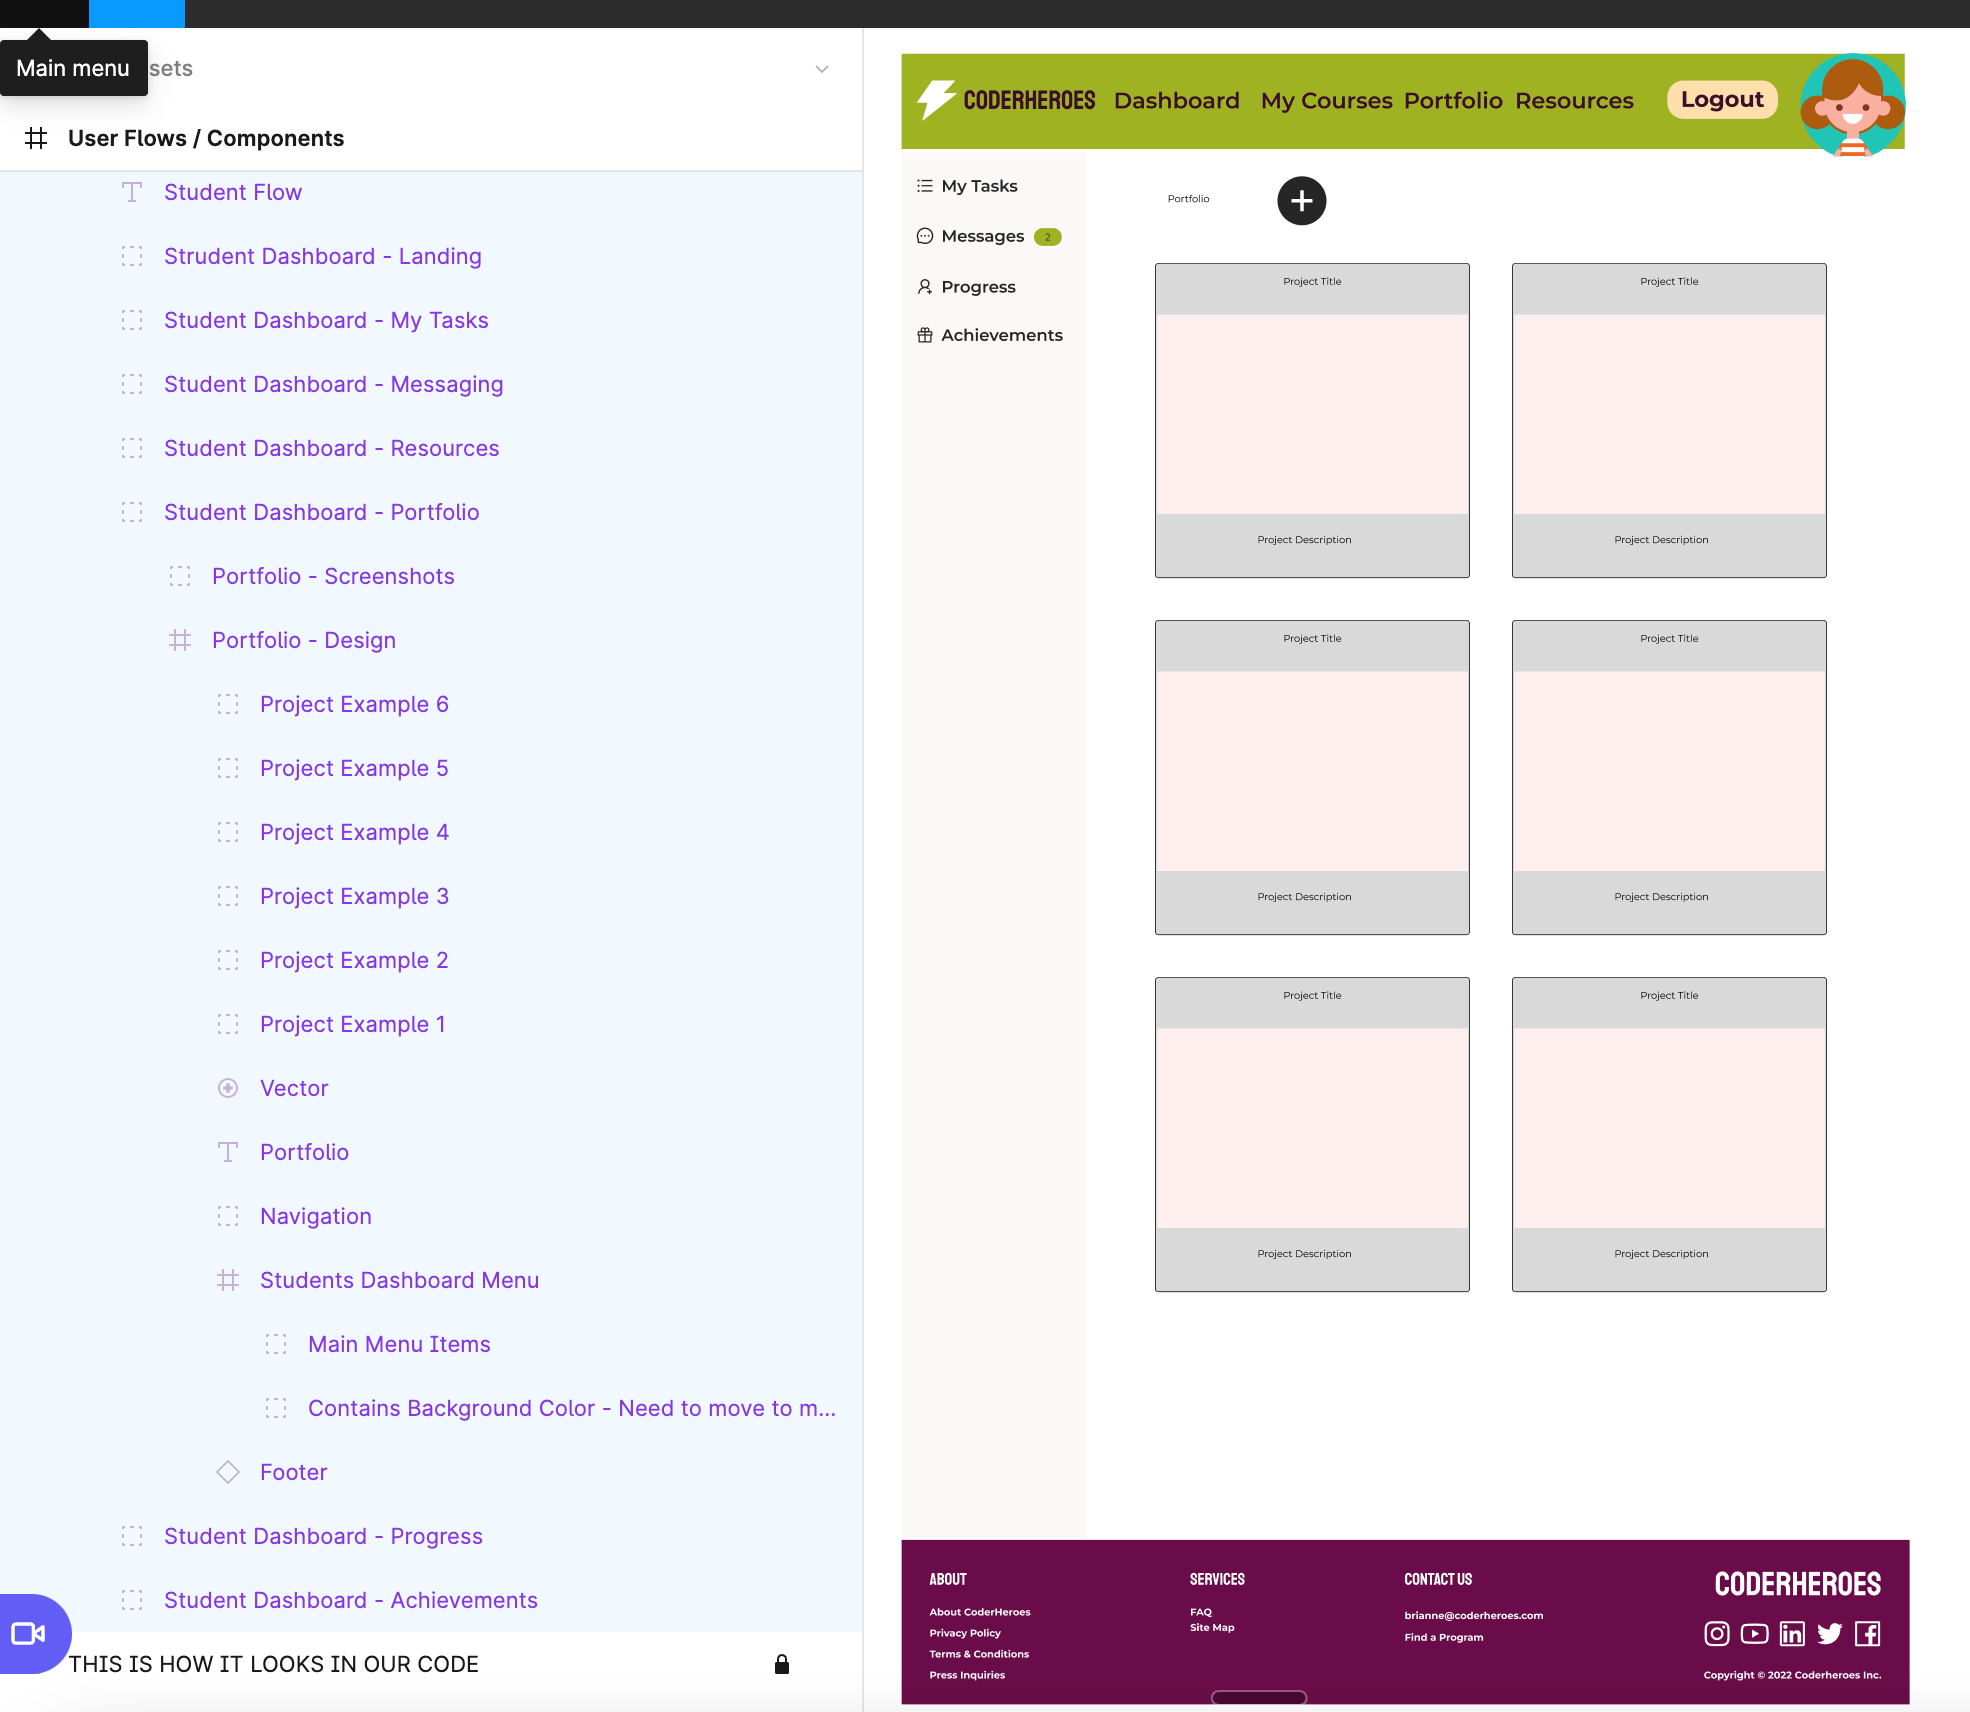 Main menu
sets
User Flows / Components
Student Flow
Strudent Dashboard - Landing
Student Dashboard - My Tasks
Student Dashboard - Messaging
Student Dashboard - Resources
Student Dashboard - Portfolio
Portfolio - Screenshots
Portfolio - Design
Project Example 6
Project Example 5
Project Example 4
Project Example 3
Project Example 2
Project Example 1
Vector
Portfolio
Navigation
Students Dashboard Menu
Main Menu Items
Contains Background Color - Need to move to m...
Footer
Student Dashboard - Progress
Student Dashboard - Achievements
THIS IS HOW IT LOOKS IN OUR CODE
CODERHEROES Dashboard My Courses Portfolio Resources Logout
My Tasks
Messages 2
Progress
Achievements
Portfolio
Project Title Project Title
Project Description Project Description
Project Title Project Title
Project Description Project Description
Project Title Project Title
Project Description Project Description
ABOUT
About CoderHeroes
Privacy Policy
Terms & Conditions
Press Inquiries
SERVICES
FAQ
Site Map
CONTACT US
brianne@coderheroes.com
Find a Program
CODERHEROES
Copyright © 2022 Coderheroes Inc.